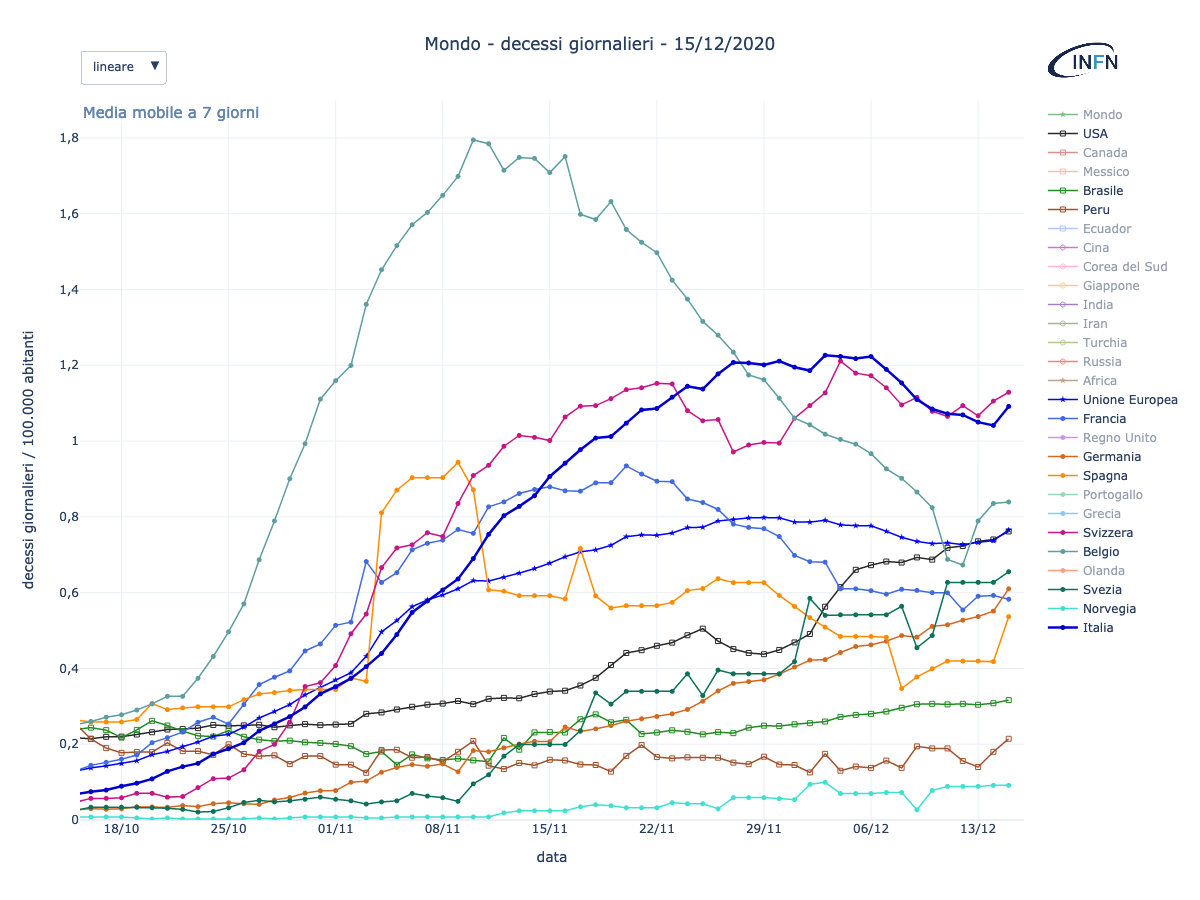 Mondo - decessi giornalieri - 15/12/2020
lineare ▼
INFN
Media mobile a 7 giorni
1,8
1,6
1,4
1,2
1
0,8
0,6
0,4
0,2
0
decessi giornalieri / 100.000 abitanti
18/10
25/10
01/11
08/11
15/11
22/11
29/11
06/12
13/12
data
Mondo
USA
Canada
Messico
Brasile
Peru
Ecuador
Cina
Corea del Sud
Giappone
India
Iran
Turchia
Russia
Africa
Unione Europea
Francia
Regno Unito
Germania
Spagna
Portogallo
Grecia
Svizzera
Belgio
Olanda
Svezia
Norvegia
Italia